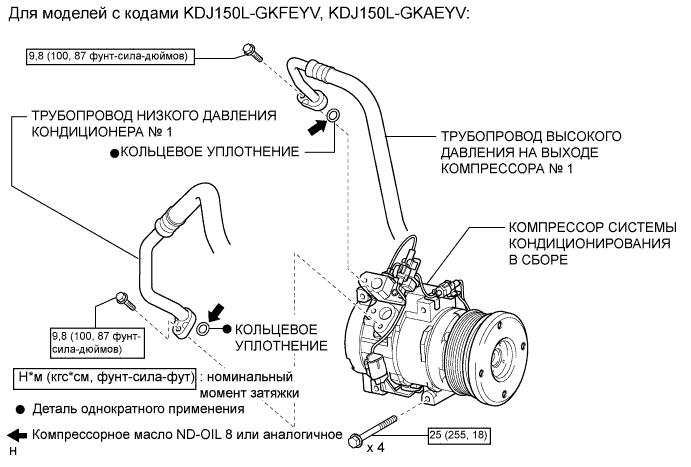 Для моделей с кодами KDJ150L-GKFEYV, KDJ150L-GKAEYV:
9,8 (100, 87 фунт-сила-дюймов)
ТРУБОПРОВОД НИЗКОГО ДАВЛЕНИЯ
КОНДИЦИОНЕРА № 1
●КОЛЬЦЕВОЕ УПЛОТНЕНИЕ
ТРУБОПРОВОД ВЫСОКОГО
ДАВЛЕНИЯ НА ВЫХОДЕ
КОМПРЕССОРА № 1
КОМПРЕССОР СИСТЕМЫ
КОНДИЦИОНИРОВАНИЯ
В СБОРЕ
9,8 (100, 87 фунт-
сила-дюймов)
● КОЛЬЦЕВОЕ
УПЛОТНЕНИЕ
Н*м (кгс*см, фунт-сила-фут) : номинальный
момент затяжки
● Деталь однократного применения
Компрессорное масло ND-OIL 8 или аналогичное
Н
x 4
25 (255, 18)